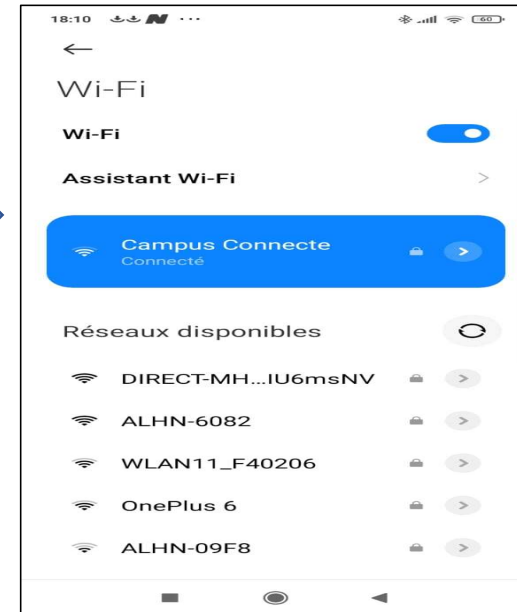 18:10 N ...
60
Wi-Fi
Wi-Fi
Assistant Wi-Fi
Campus Connecte
Connecté
Réseaux disponibles
DIRECT-MH...IU6msNV
ALHN-6082
WLAN11_F40206
OnePlus 6
ALHN-09F8